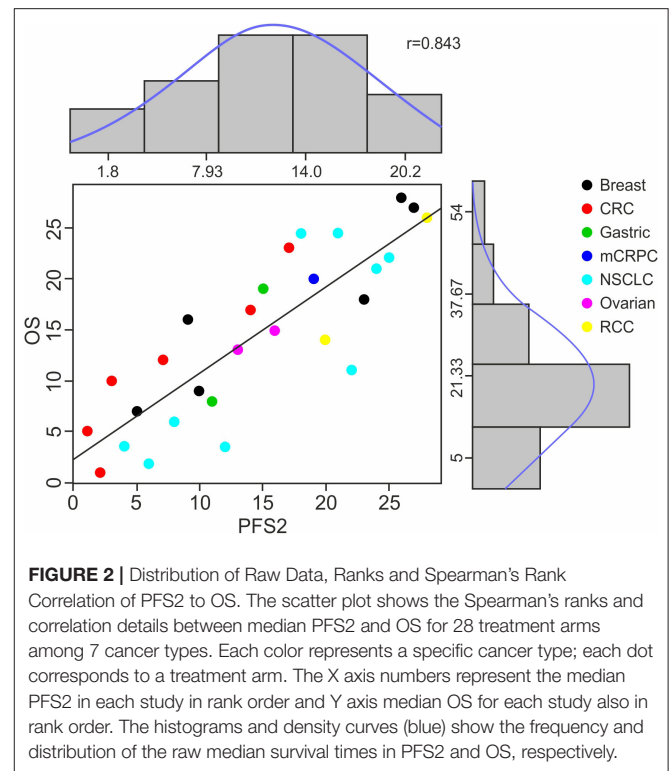 r=0.843
1.8 7.93 14.0 20.2
Breast
CRC
Gastric
mCRPC
NSCLC
Ovarian
RCC
54
37.67
21.33
5
OS
25
20
15
10
5
0
0 5 10 15 20 25
PFS2
FIGURE 2 | Distribution of Raw Data, Ranks and Spearman's Rank
Correlation of PFS2 to OS. The scatter plot shows the Spearman's ranks and
correlation details between median PFS2 and OS for 28 treatment arms
among 7 cancer types. Each color represents a specific cancer type; each dot
corresponds to a treatment arm. The X axis numbers represent the median
PFS2 in each study in rank order and Y axis median OS for each study also in
rank order. The histograms and density curves (blue) show the frequency and
distribution of the raw median survival times in PFS2 and OS, respectively.